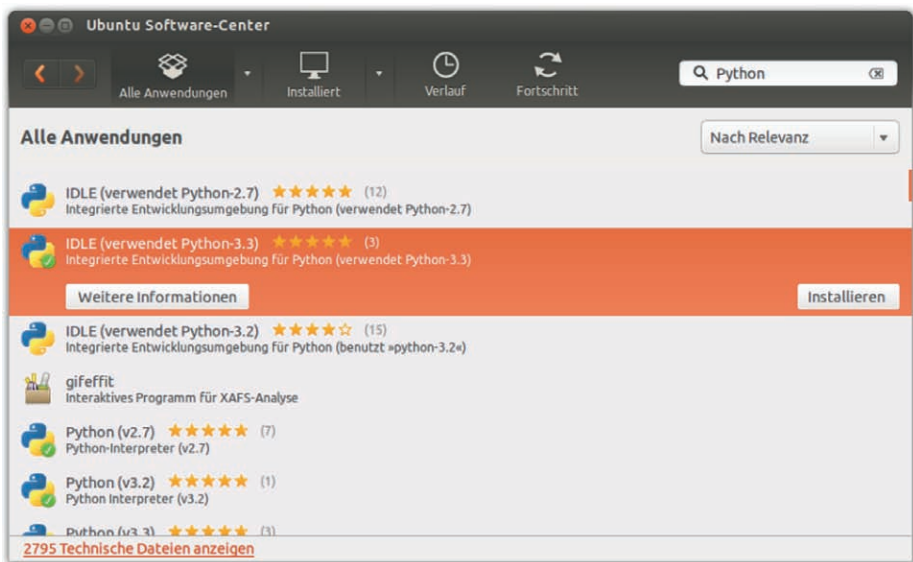 Ubuntu Software-Center
Alle Anwendungen
Installiert
Verlauf
Fortschritt
Python
Alle Anwendungen
Nach Relevanz
IDLE (verwendet Python-2.7) (12)
Integrierte Entwicklungsumgebung für Python (verwendet Python-2.7)
IDLE (verwendet Python-3.3) (3)
Integrierte Entwicklungsumgebung für Python (verwendet Python-3.3)
Weitere Informationen
Installieren
IDLE (verwendet Python-3.2) (15)
Integrierte Entwicklungsumgebung für Python (benutzt »python-3.2«)
gifeffit
Interaktives Programm für XAFS-Analyse
Python (v2.7) (7)
Python-Interpreter (v2.7)
Python (v3.2) (1)
Python Interpreter (v3.2)
Python (v3.3) (3)
2795 Technische Dateien anzeigen